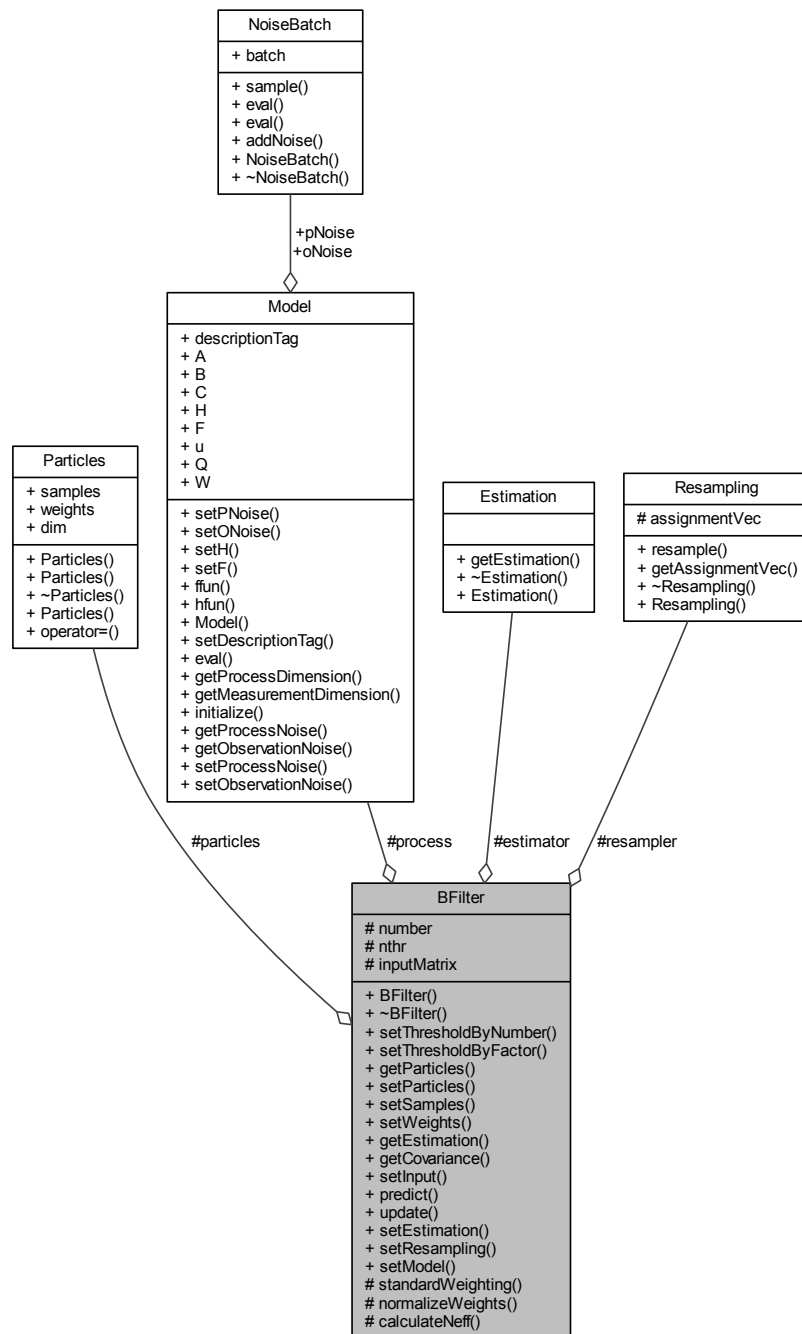 NoiseBatch
+ batch
+ sample()
+ eval()
+ eval()
+ addNoise()
+ NoiseBatch()
+ ~NoiseBatch()
+pNoise
+oNoise
Model
+ descriptionTag
+ A
+ B
+ C
+ H
+ F
+ u
+ Q
+ W
+ setPNoise()
+ setONoise()
+ setH()
+ setF()
+ ffun()
+ hfun()
+ Model()
+ setDescriptionTag()
+ eval()
+ getProcessDimension()
+ getMeasurementDimension()
+ initialize()
+ getProcessNoise()
+ getObservationNoise()
+ setProcessNoise()
+ setObservationNoise()
Particles
+ samples
+ weights
+ dim
+ Particles()
+ Particles()
+ ~Particles()
+ Particles()
+ operator=()
Estimation
+ getEstimation()
+ ~Estimation()
+ Estimation()
Resampling
# assignmentVec
+ resample()
+ getAssignmentVec()
+ ~Resampling()
+ Resampling()
#particles
#process
#estimator
#resampler
BFilter
# number
# nthr
# inputMatrix
+ BFilter()
+ ~BFilter()
+ setThresholdByNumber()
+ setThresholdByFactor()
+ getParticles()
+ setParticles()
+ setSamples()
+ setWeights()
+ getEstimation()
+ getCovariance()
+ setInput()
+ predict()
+ update()
+ setEstimation()
+ setResampling()
+ setModel()
# standardWeighting()
# normalizeWeights()
# calculateNeff()